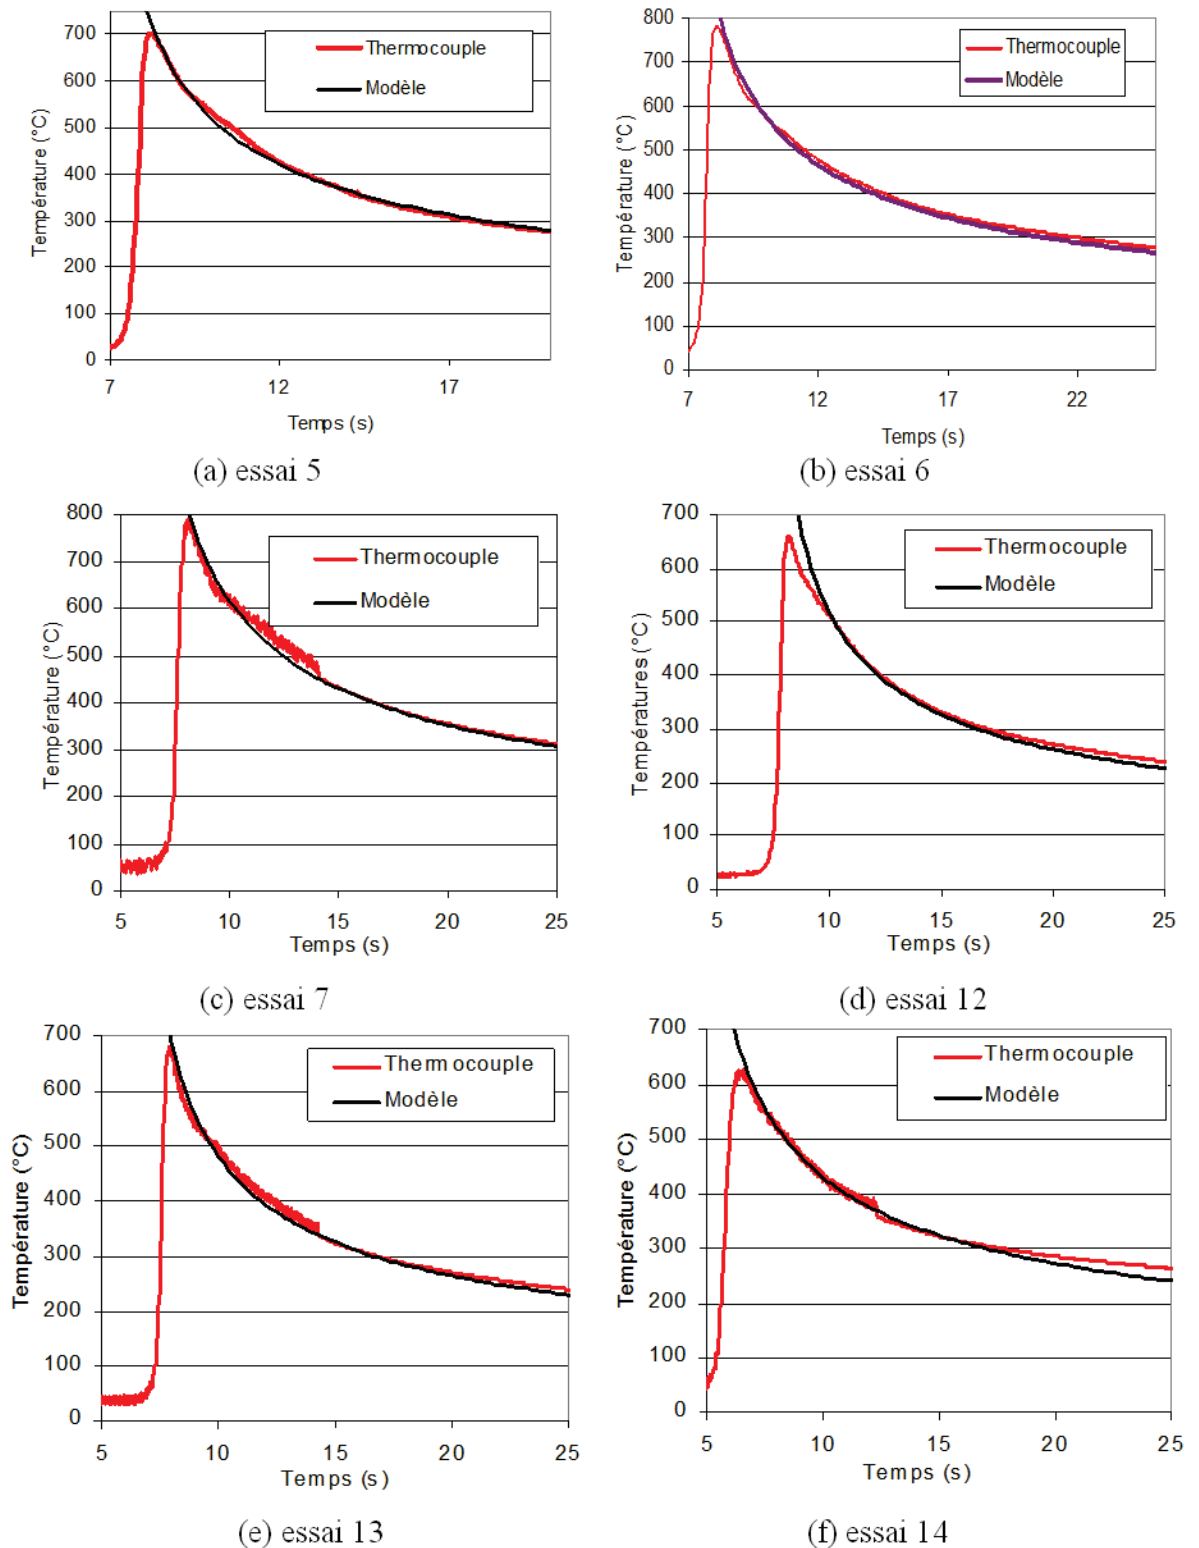 700
600
500
400
300
200
100
0
Température (°C)
Thermocouple
Modèle
7
12
17
Temps (s)
(a) essai 5
800
700
600
500
400
300
200
100
0
Température (°C)
Thermocouple
Modèle
7
12
17
22
Temps (s)
(b) essai 6
800
700
600
500
400
300
200
100
0
Température (°C)
Thermocouple
Modèle
5
10
15
20
25
Temps (s)
(c) essai 7
700
600
500
400
300
200
100
0
Températures (°C)
Thermocouple
Modèle
5
10
15
20
25
Temps (s)
(d) essai 12
700
600
500
400
300
200
100
0
Température (°C)
Thermocouple
Modèle
5
10
15
20
25
Temps (s)
(e) essai 13
700
600
500
400
300
200
100
0
Température (°C)
Thermocouple
Modèle
5
10
15
20
25
Temps (s)
(f) essai 14